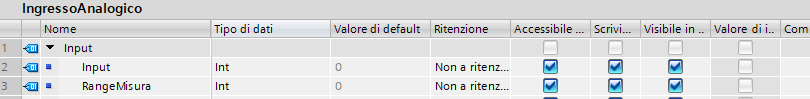 IngressoAnalogico
Nome Tipo di dati Valore di default Ritenzione Accessibile ... Scrivi... Visibile in ... Valore di i... Com
1 Input
2 Input Int 0 Non a ritenz... 
3 RangeMisura Int 0 Non a ritenz...